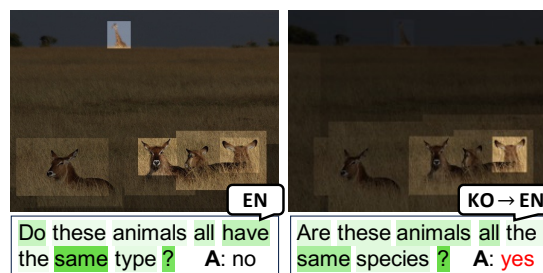 EN
Do these animals all have
the same type ? A: no
KO → EN
Are these animals all the
same species ? A: yes